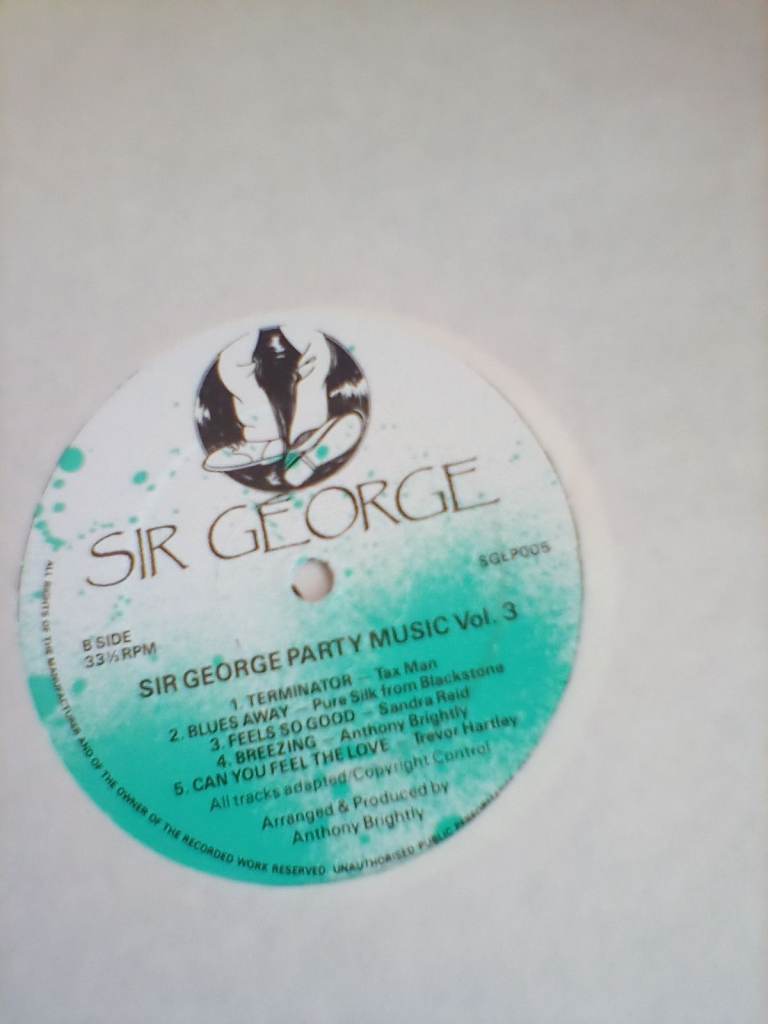 SIR GEORGE
SGLP005
B SIDE
33⅓ RPM
SIR GEORGE PARTY MUSIC Vol. 3
1. TERMINATOR – Tax Man
2. BLUES AWAY – Pure Silk from Blackstone
3. FEELS SO GOOD – Sandra Reid
4. BREEZING – Anthony Brightly
5. CAN YOU FEEL THE LOVE – Trevor Hartley
All tracks adapted/Copyright Control
Arranged & Produced by
Anthony Brightly
ALL RIGHTS OF THE MANUFACTURER AND OF THE OWNER OF THE RECORDED WORK RESERVED. UNAUTHORISED PUBLIC